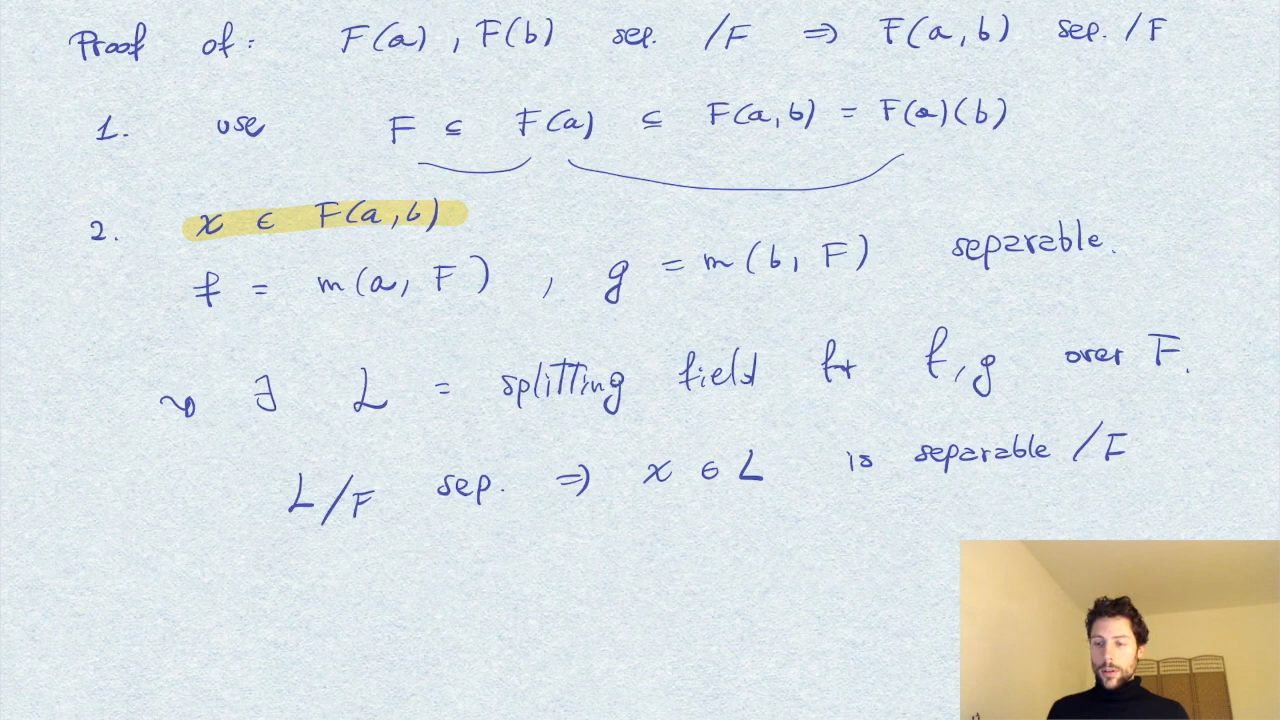 Proof of: F(a), F(b) sep. /F ⇒ F(a,b) sep. /F
1. use F ⊆ F(a) ⊆ F(a,b) = F(a)(b)
2. x ∈ F(a,b)
f = m(a, F), g = m(b, F) separable.
⇝ ∃ L = splitting field for f, g over F.
L/F sep. ⇒ x ∈ L is separable /F